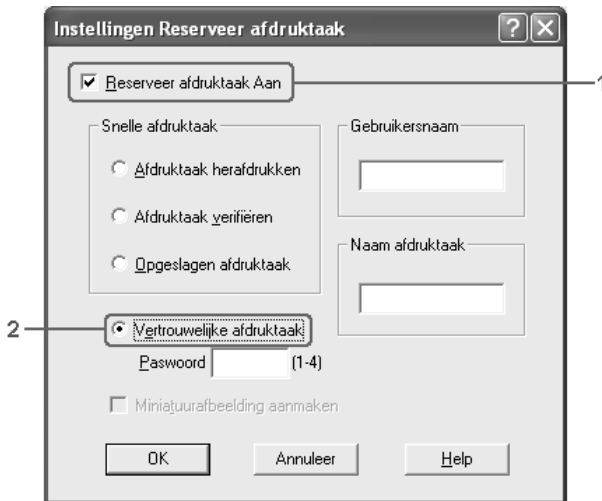 Instellingen Reserveer afdruktaak
Reserveer afdruktaak Aan
1
Snelle afdruktaak
Afdruktaak herafdrukken
Afdruktaak verifiëren
Opgeslagen afdruktaak
Gebruikersnaam
Naam afdruktaak
2
Vertrouwelijke afdruktaak
Paswoord (1-4)
Miniatuurafbeelding aanmaken
OK Annuleer Help